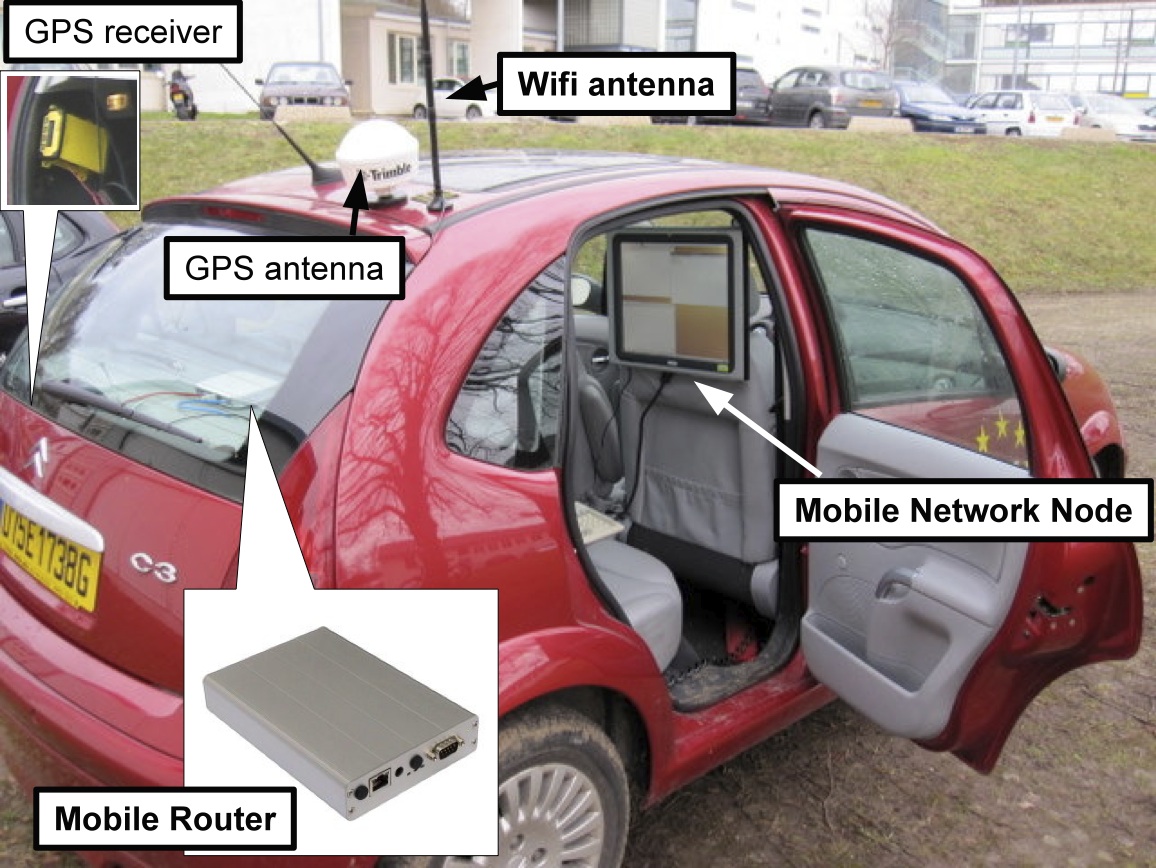 GPS receiver
Wifi antenna
Trimble
GPS antenna
Mobile Network Node
C3
Mobile Router